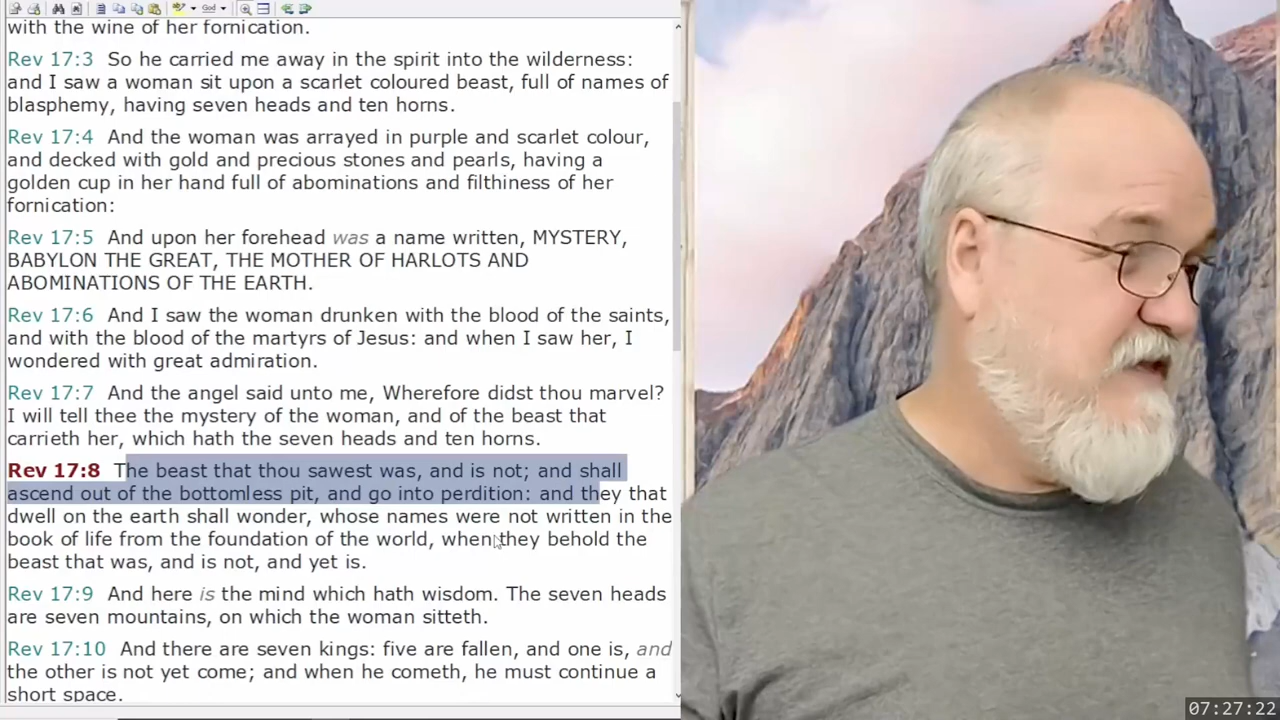 with the wine of her fornication.
Rev 17:3 So he carried me away in the spirit into the wilderness:
and I saw a woman sit upon a scarlet coloured beast, full of names of
blasphemy, having seven heads and ten horns.
Rev 17:4 And the woman was arrayed in purple and scarlet colour,
and decked with gold and precious stones and pearls, having a
golden cup in her hand full of abominations and filthiness of her
fornication:
Rev 17:5 And upon her forehead was a name written, MYSTERY,
BABYLON THE GREAT, THE MOTHER OF HARLOTS AND
ABOMINATIONS OF THE EARTH.
Rev 17:6 And I saw the woman drunken with the blood of the saints,
and with the blood of the martyrs of Jesus: and when I saw her, I
wondered with great admiration.
Rev 17:7 And the angel said unto me, Wherefore didst thou marvel?
I will tell thee the mystery of the woman, and of the beast that
carrieth her, which hath the seven heads and ten horns.
Rev 17:8 The beast that thou sawest was, and is not; and shall
ascend out of the bottomless pit, and go into perdition: and they that
dwell on the earth shall wonder, whose names were not written in the
book of life from the foundation of the world, when they behold the
beast that was, and is not, and yet is.
Rev 17:9 And here is the mind which hath wisdom. The seven heads
are seven mountains, on which the woman sitteth.
Rev 17:10 And there are seven kings: five are fallen, and one is, and
the other is not yet come; and when he cometh, he must continue a
short space.
07:27:22